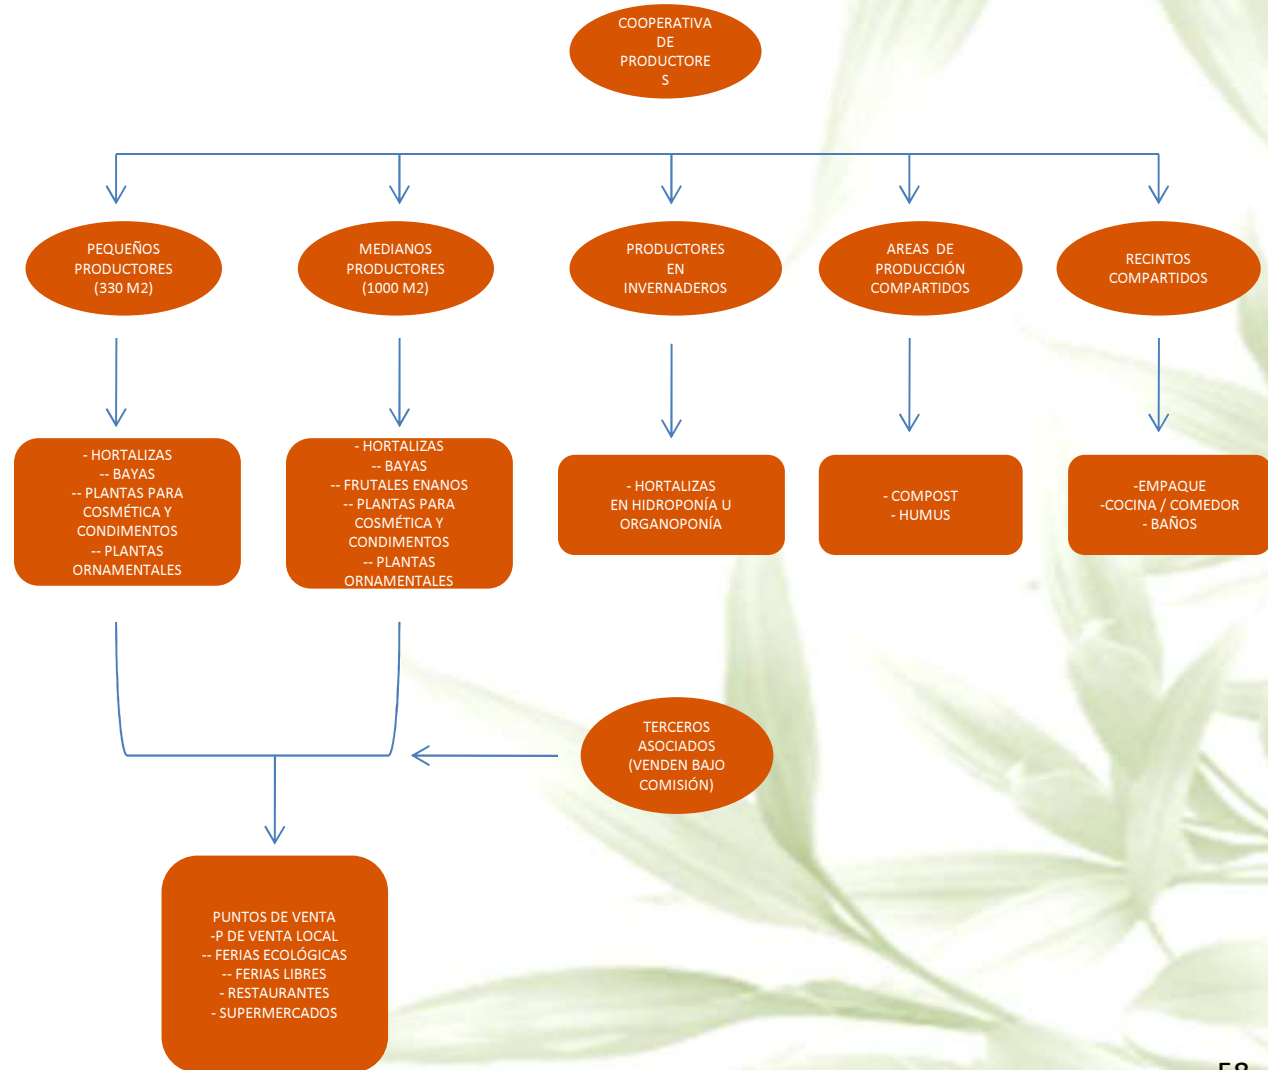 COOPERATIVA
DE
PRODUCTORE
S
PEQUEÑOS
PRODUCTORES
(330 M2)
MEDIANOS
PRODUCTORES
(1000 M2)
PRODUCTORES
EN
INVERNADEROS
AREAS DE
PRODUCCIÓN
COMPARTIDOS
RECINTOS
COMPARTIDOS
- HORTALIZAS
-- BAYAS
-- PLANTAS PARA
COSMÉTICA Y
CONDIMENTOS
-- PLANTAS
ORNAMENTALES
- HORTALIZAS
-- BAYAS
-- FRUTALES ENANOS
-- PLANTAS PARA
COSMÉTICA Y
CONDIMENTOS
-- PLANTAS
ORNAMENTALES
- HORTALIZAS
EN HIDROPONÍA U
ORGANOPONÍA
- COMPOST
- HUMUS
-EMPAQUE
-COCINA / COMEDOR
- BAÑOS
TERCEROS
ASOCIADOS
(VENDEN BAJO
COMISIÓN)
PUNTOS DE VENTA
-P DE VENTA LOCAL
-- FERIAS ECOLÓGICAS
-- FERIAS LIBRES
- RESTAURANTES
- SUPERMERCADOS
58